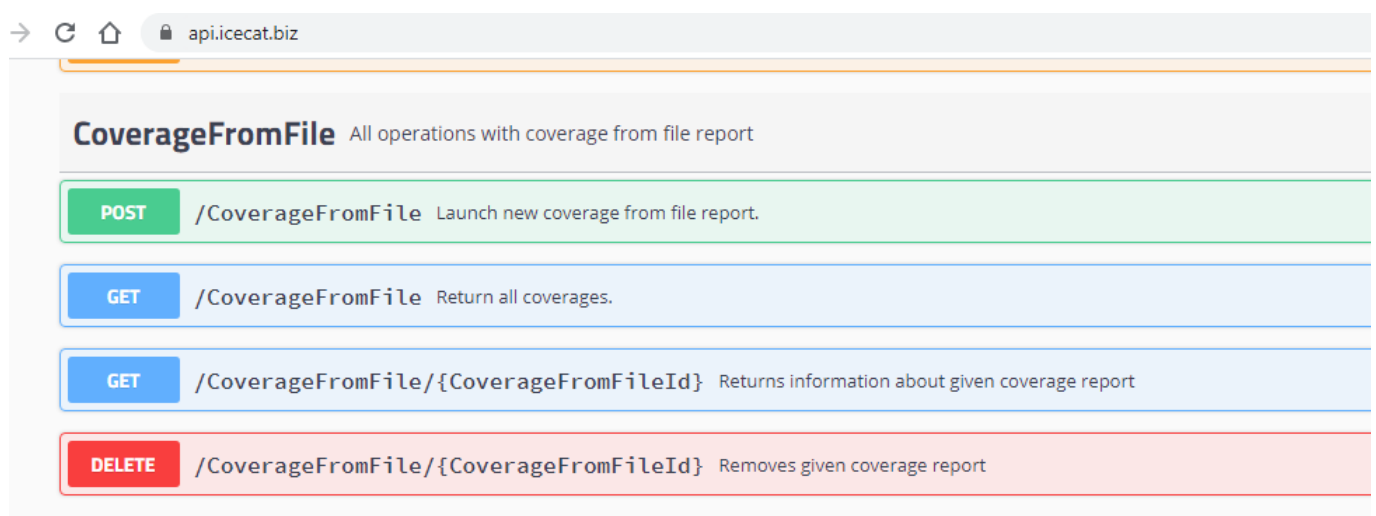 api.icecat.biz
CoverageFromFile All operations with coverage from file report
POST /CoverageFromFile Launch new coverage from file report.
GET /CoverageFromFile Return all coverages.
GET /CoverageFromFile/{CoverageFromFileId} Returns information about given coverage report
DELETE /CoverageFromFile/{CoverageFromFileId} Removes given coverage report